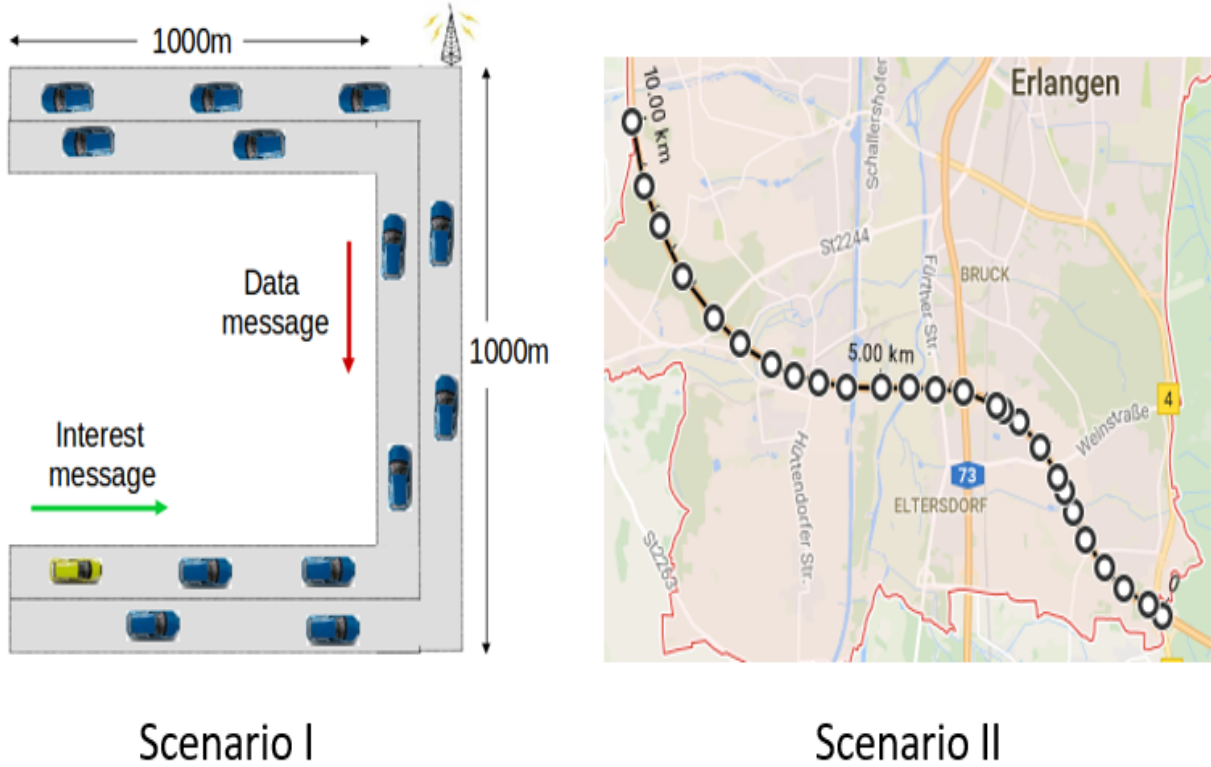 1000m
Data
message
1000m
Interest
message
Scenario I
10.00 km
Erlangen
Schallershofer
St2244
Fürther Str.
BRUCK
5.00 km
4
Weinstraße
73
ELTERSDORF
Hüttendorfer Str.
St2263
0
Scenario II